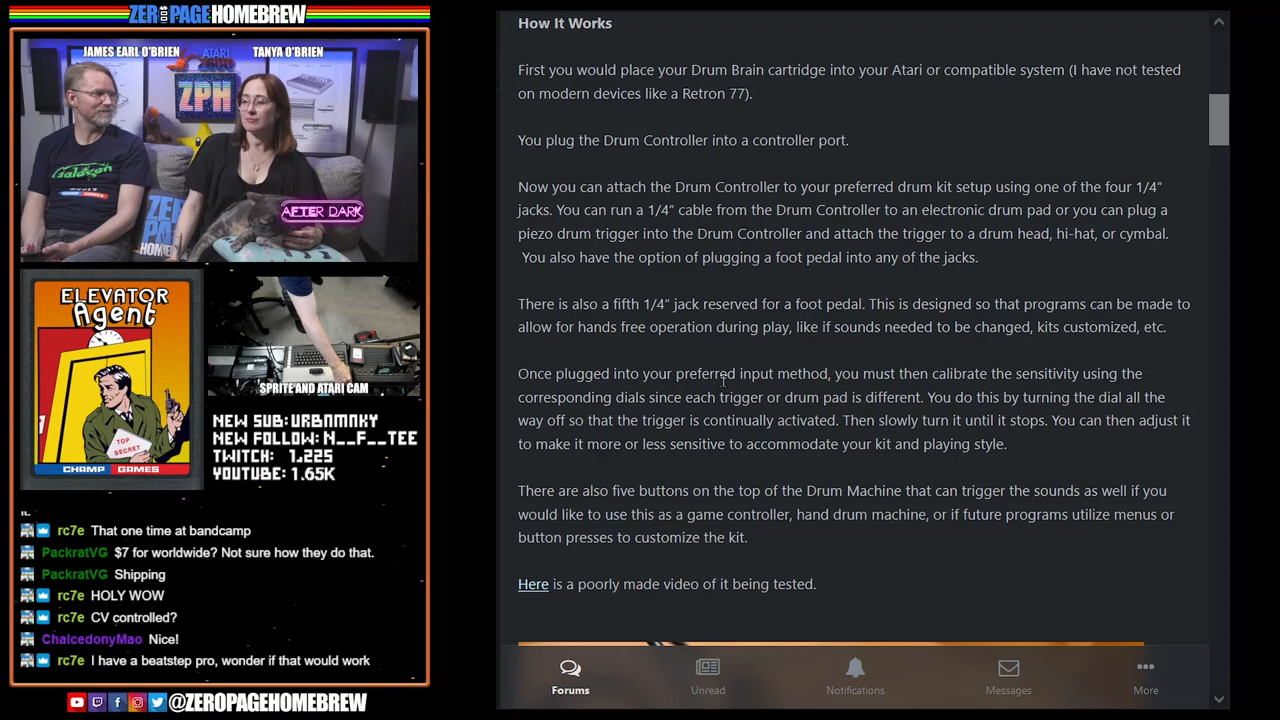 ZERO PAGE HOMEBREW
JAMES EARL O'BRIEN
TANYA O'BRIEN
ATARI
ZPH
AFTER DARK
ELEVATOR
Agent
TOP
SECRET
CHAMP GAMES
SPRITE AND ATARI CAM
NEW SUB: URBNMNKY
NEW FOLLOW: N__F__TEE
TWITCH: 1,225
YOUTUBE: 1.65K
rc7e That one time at bandcamp
PackratVG $7 for worldwide? Not sure how they do that.
PackratVG Shipping
rc7e HOLY WOW
rc7e CV controlled?
ChalcedonyMao Nice!
rc7e I have a beatstep pro, wonder if that would work
@ZEROPAGEHOMEBREW
How It Works
First you would place your Drum Brain cartridge into your Atari or compatible system (I have not tested
on modern devices like a Retron 77).
You plug the Drum Controller into a controller port.
Now you can attach the Drum Controller to your preferred drum kit setup using one of the four 1/4”
jacks. You can run a 1/4” cable from the Drum Controller to an electronic drum pad or you can plug a
piezo drum trigger into the Drum Controller and attach the trigger to a drum head, hi-hat, or cymbal.
You also have the option of plugging a foot pedal into any of the jacks.
There is also a fifth 1/4” jack reserved for a foot pedal. This is designed so that programs can be made to
allow for hands free operation during play, like if sounds needed to be changed, kits customized, etc.
Once plugged into your preferred input method, you must then calibrate the sensitivity using the
corresponding dials since each trigger or drum pad is different. You do this by turning the dial all the
way off so that the trigger is continually activated. Then slowly turn it until it stops. You can then adjust it
to make it more or less sensitive to accommodate your kit and playing style.
There are also five buttons on the top of the Drum Machine that can trigger the sounds as well if you
would like to use this as a game controller, hand drum machine, or if future programs utilize menus or
button presses to customize the kit.
Here is a poorly made video of it being tested.
Forums
Unread
Notifications
Messages
More